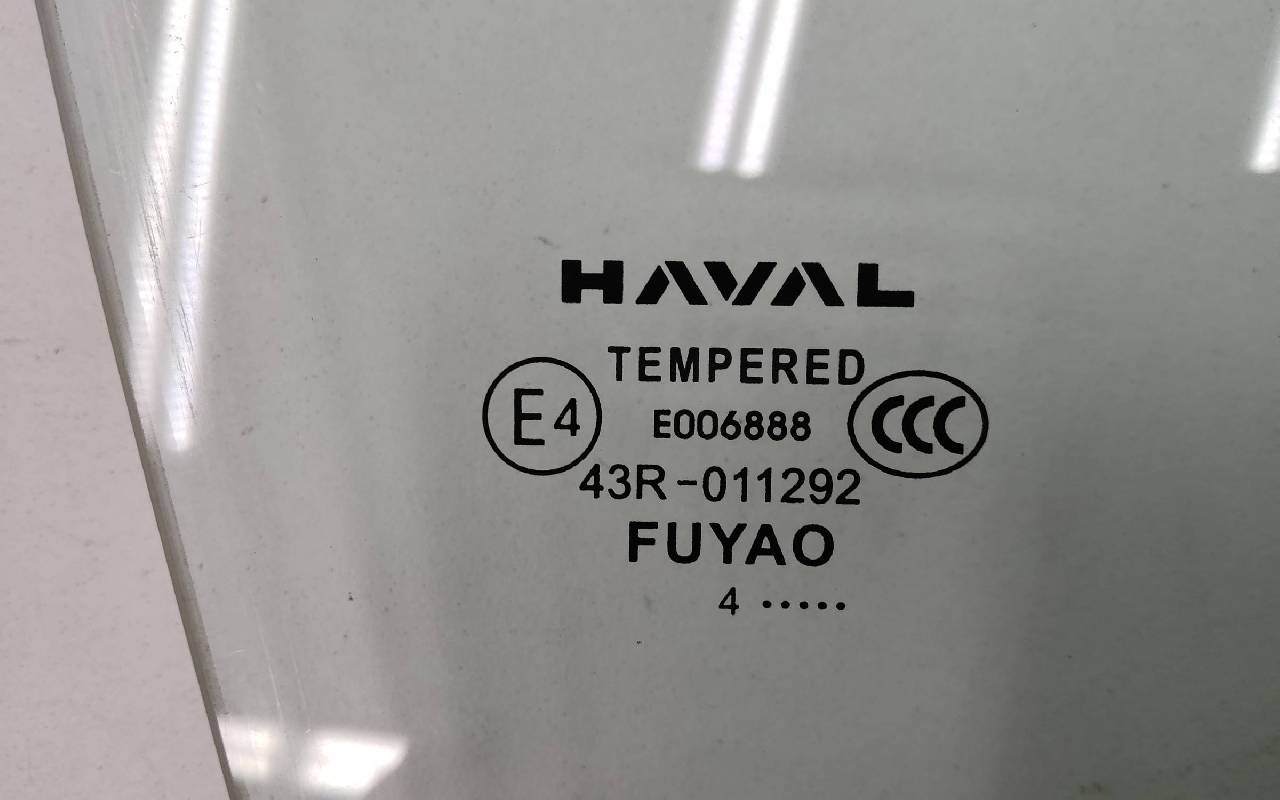 HAVAL
TEMPERED
E4 E006888 CCC
43R-011292
FUYAO
4 •••••